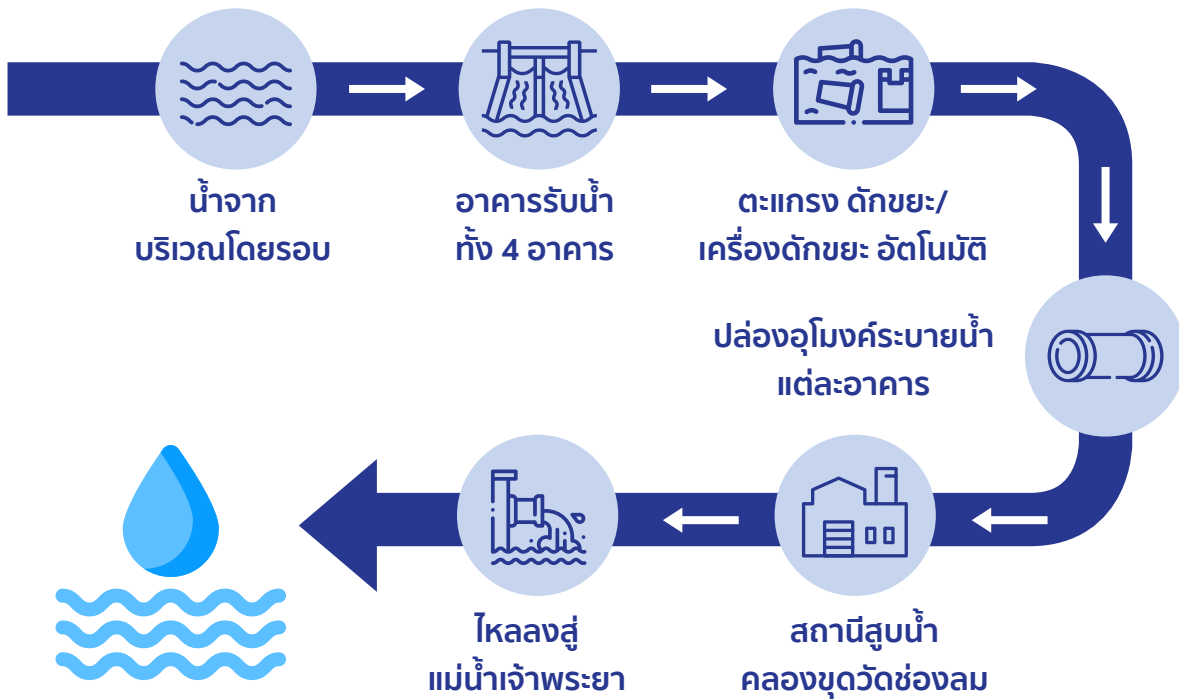 น้ำจาก
บริเวณโดยรอบ
อาคารรับน้ำ
ทั้ง 4 อาคาร
ตะแกรง ดักขยะ/
เครื่องดักขยะ อัตโนมัติ
ปล่องอุโมงค์ระบายน้ำ
แต่ละอาคาร
สถานีสูบน้ำ
คลองขุดวัดช่องลม
ไหลลงสู่
แม่น้ำเจ้าพระยา